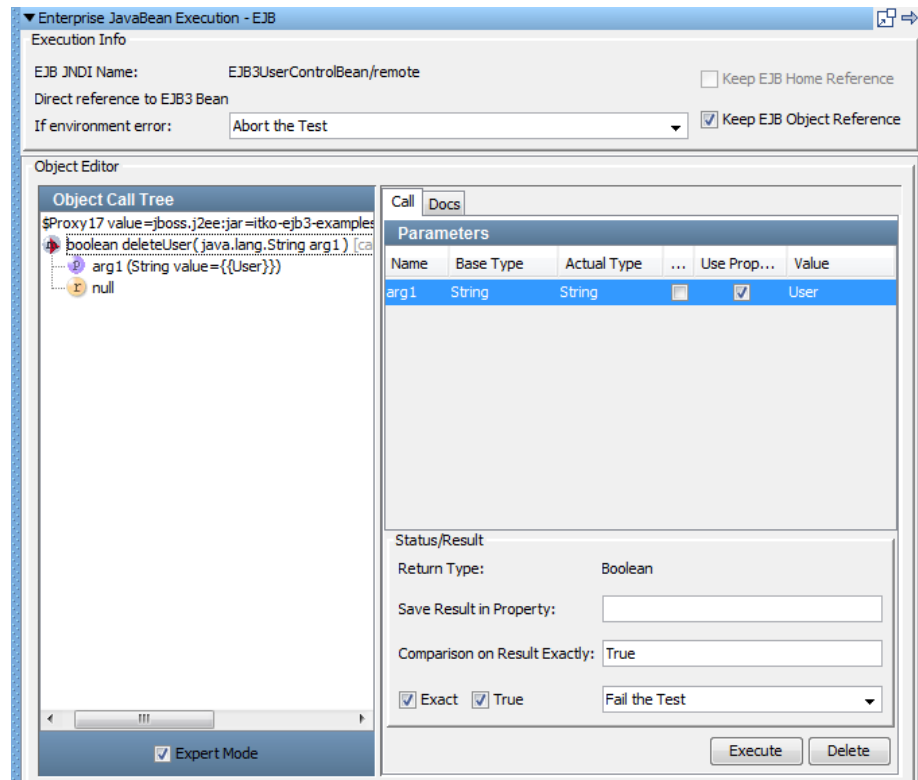 Enterprise JavaBean Execution - EJB
Execution Info
EJB JNDI Name: EJB3UserControlBean/remote
Keep EJB Home Reference
Direct reference to EJB3 Bean
If environment error: Abort the Test
Keep EJB Object Reference
Object Editor
Object Call Tree
$Proxy17 value=jboss.j2ee:jar=itko-ejb3-examples
boolean deleteUser( java.lang.String arg1 ) [ca
arg1 (String value={{User}})
null
Call Docs
Parameters
Name Base Type Actual Type ... Use Prop... Value
arg1 String String User
Status/Result
Return Type: Boolean
Save Result in Property:
Comparison on Result Exactly: True
Exact True Fail the Test
Expert Mode
Execute Delete